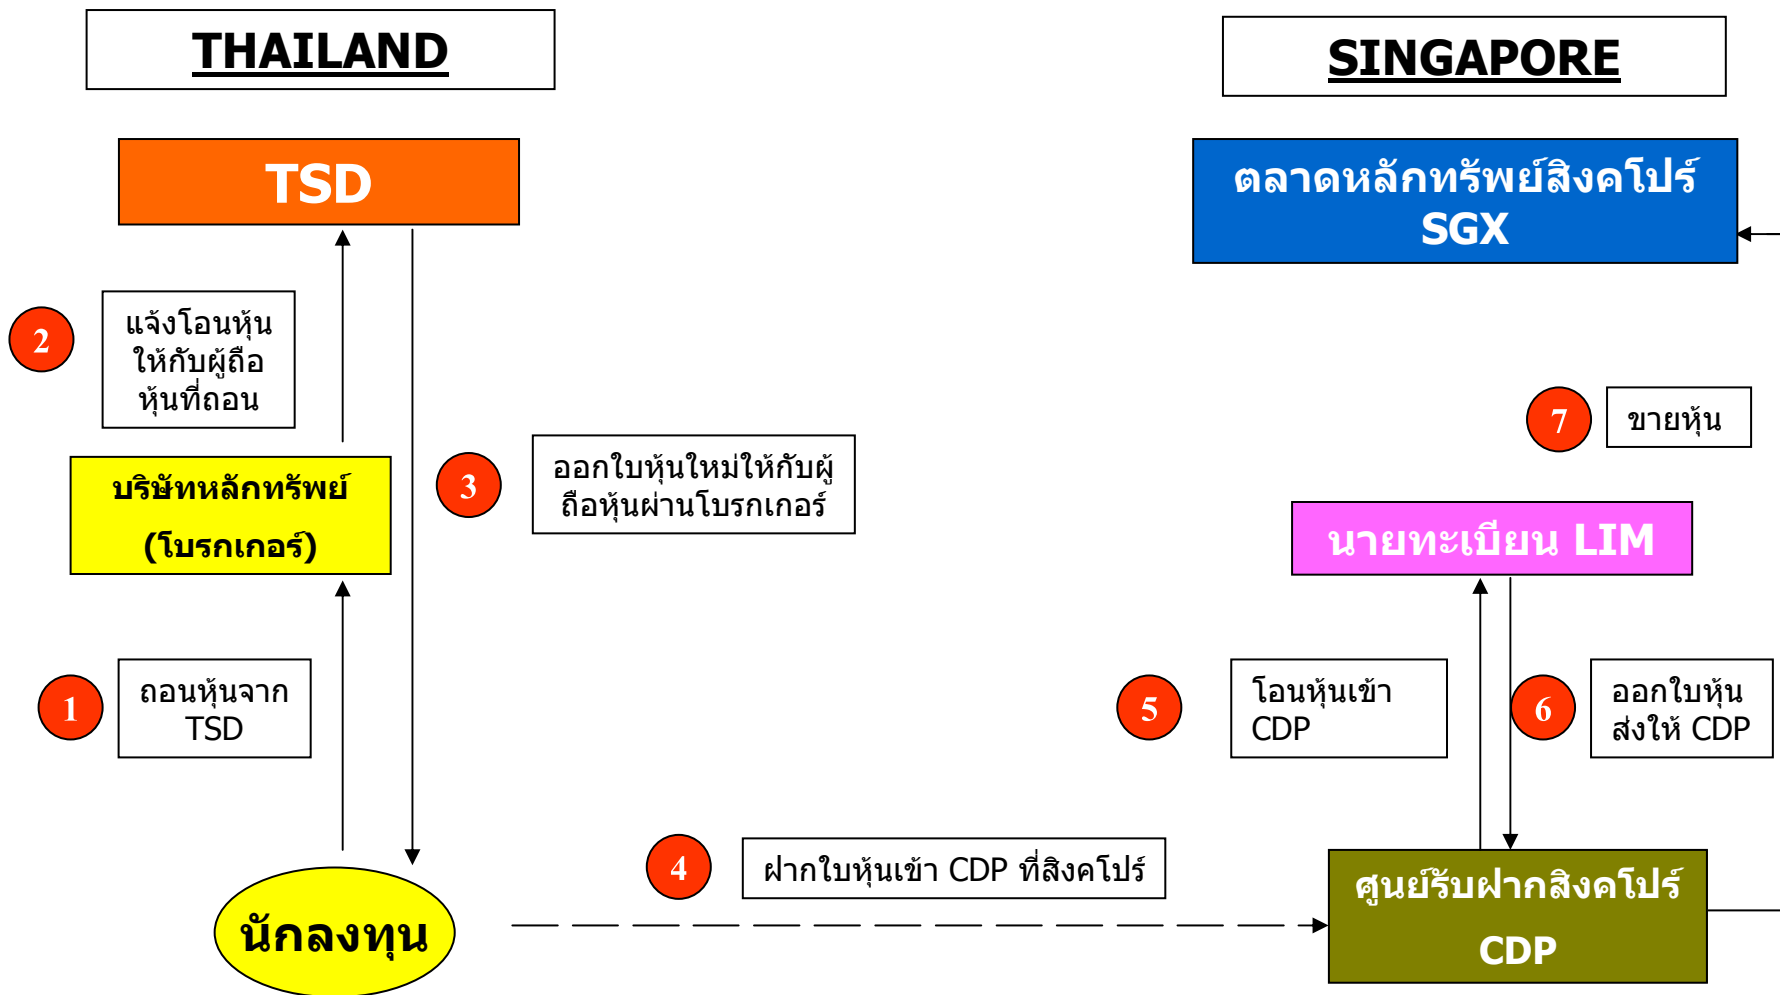 THAILAND
SINGAPORE
TSD
ตลาดหลักทรัพย์สิงคโปร์
SGX
2
แจ้งโอนหุ้น
ให้กับผู้ถือ
หุ้นที่ถอน
7
ขายหุ้น
บริษัทหลักทรัพย์
(โบรกเกอร์)
3
ออกใบหุ้นใหม่ให้กับผู้
ถือหุ้นผ่านโบรกเกอร์
นายทะเบียน LIM
1
ถอนหุ้นจาก
TSD
5
โอนหุ้นเข้า
CDP
6
ออกใบหุ้น
ส่งให้ CDP
4
ฝากใบหุ้นเข้า CDP ที่สิงคโปร์
นักลงทุน
ศูนย์รับฝากสิงคโปร์
CDP